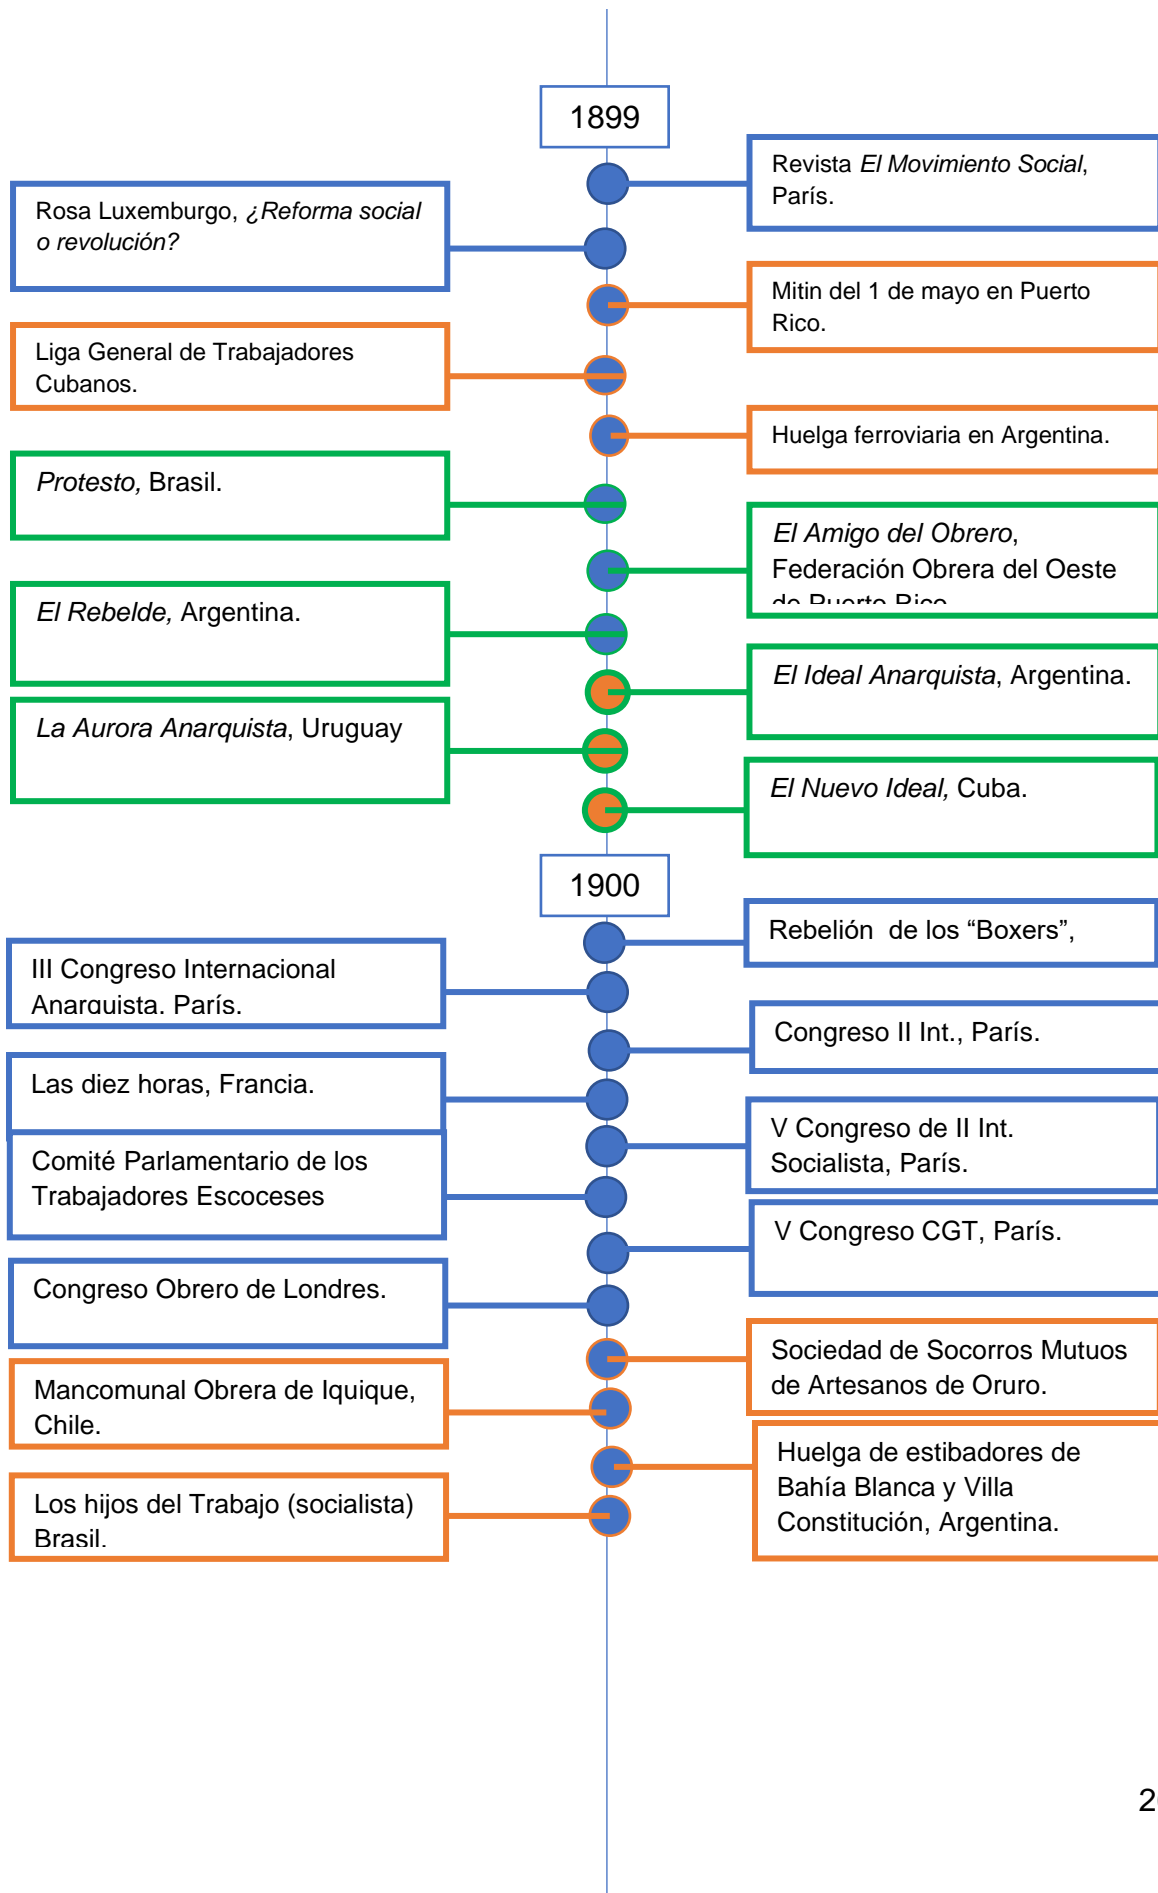 1899
Revista El Movimiento Social,
París.
Rosa Luxemburgo, ¿Reforma social
o revolución?
Mitin del 1 de mayo en Puerto
Rico.
Liga General de Trabajadores
Cubanos.
Huelga ferroviaria en Argentina.
Protesto, Brasil.
El Amigo del Obrero,
Federación Obrera del Oeste
de Puerto Rico
El Rebelde, Argentina.
El Ideal Anarquista, Argentina.
La Aurora Anarquista, Uruguay
El Nuevo Ideal, Cuba.
1900
Rebelión de los “Boxers”,
III Congreso Internacional
Anarquista. París.
Congreso II Int., París.
Las diez horas, Francia.
V Congreso de II Int.
Socialista, París.
Comité Parlamentario de los
Trabajadores Escoceses
V Congreso CGT, París.
Congreso Obrero de Londres.
Sociedad de Socorros Mutuos
de Artesanos de Oruro.
Mancomunal Obrera de Iquique,
Chile.
Huelga de estibadores de
Bahía Blanca y Villa
Constitución, Argentina.
Los hijos del Trabajo (socialista)
Brasil.